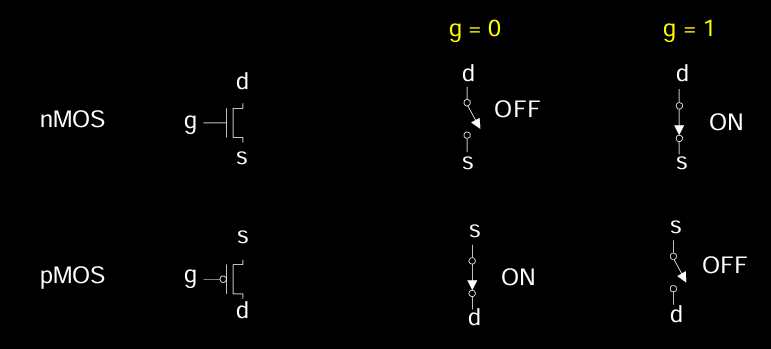 g = 0 g = 1
d d d
nMOS g OFF ON
s s s
s s s
pMOS g ON OFF
d d d